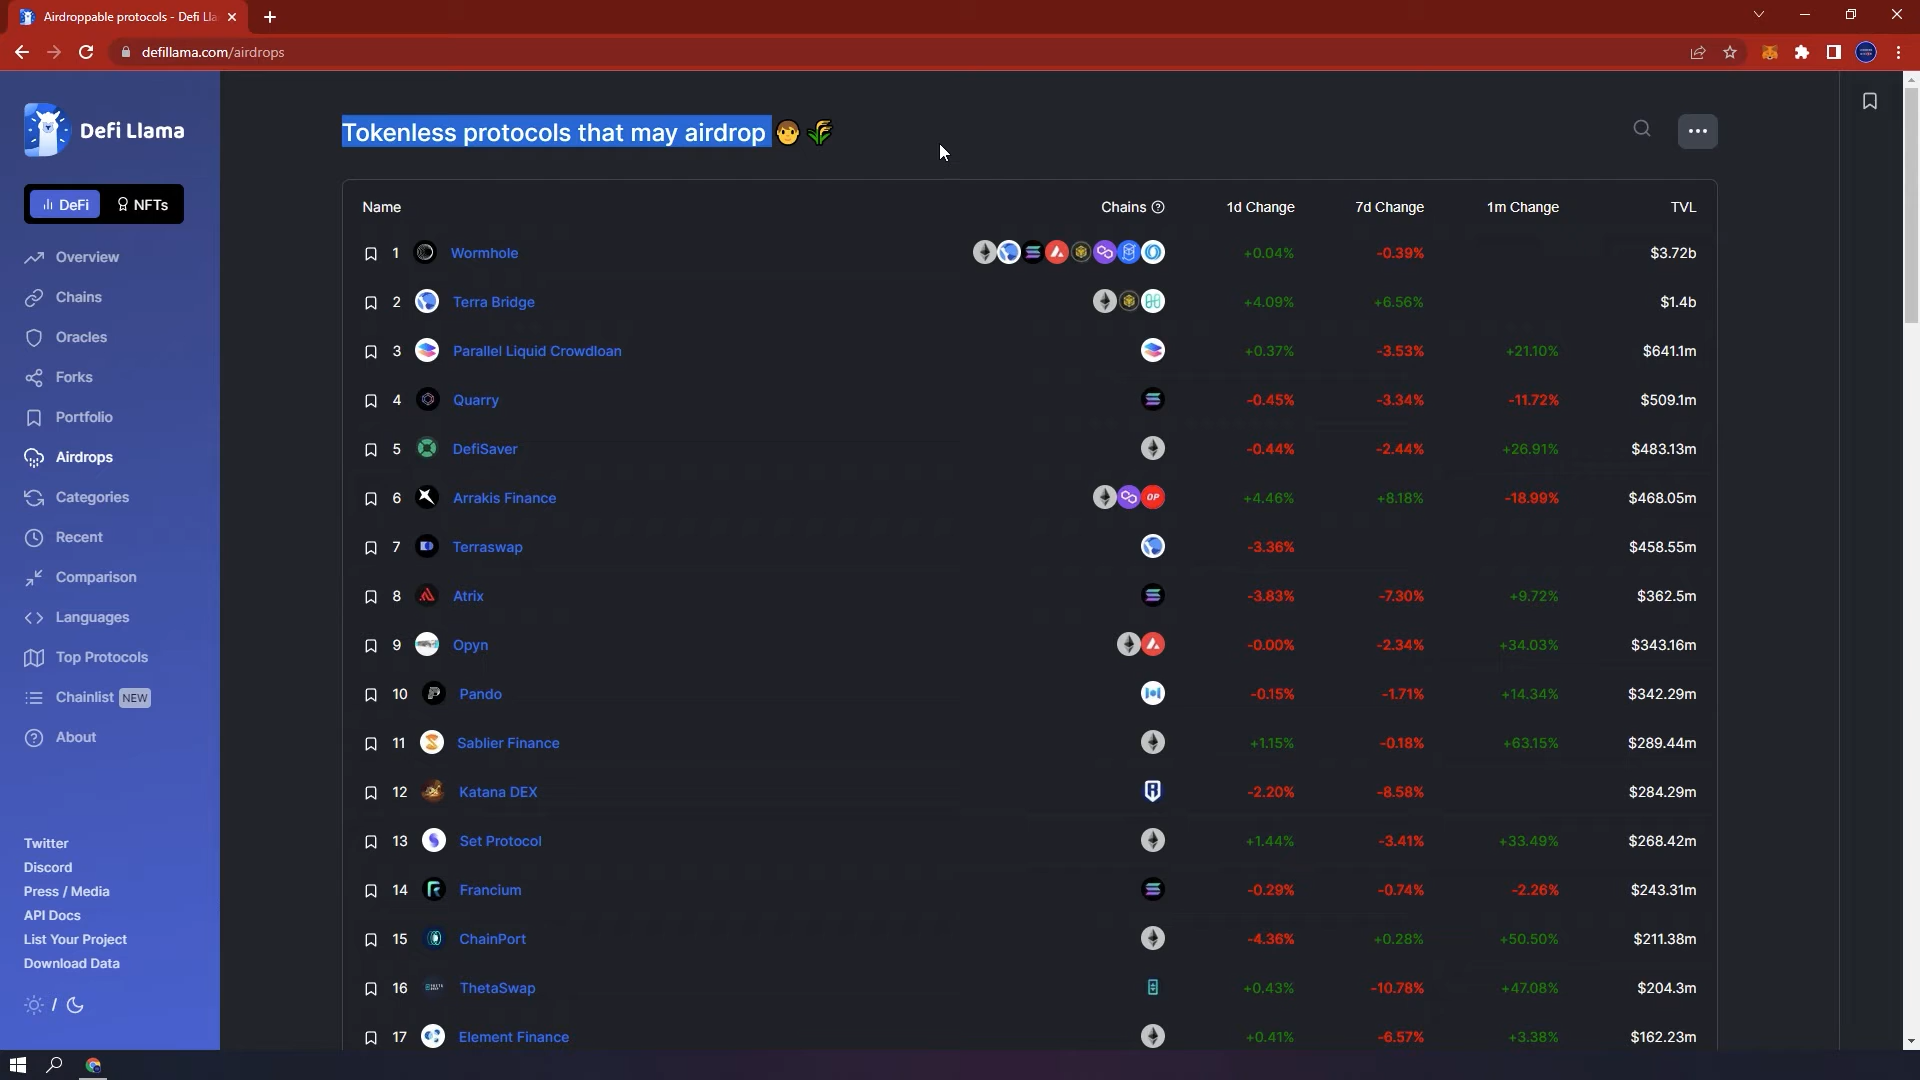 Airdroppable protocols - Defi Lla
defillama.com/airdrops
Defi Llama
DeFi NFTs
Overview
Chains
Oracles
Forks
Portfolio
Airdrops
Categories
Recent
Comparison
Languages
Top Protocols
Chainlist NEW
About
Twitter
Discord
Press / Media
API Docs
List Your Project
Download Data
/
Tokenless protocols that may airdrop 🧑‍🌾
Name Chains 1d Change 7d Change 1m Change TVL
1 Wormhole +0.04% -0.39% $3.72b
2 Terra Bridge +4.09% +6.56% $1.4b
3 Parallel Liquid Crowdloan +0.37% -3.53% +21.10% $641.1m
4 Quarry -0.45% -3.34% -11.72% $509.1m
5 DefiSaver -0.44% -2.44% +26.91% $483.13m
6 Arrakis Finance OP +4.46% +8.18% -18.99% $468.05m
7 Terraswap -3.36% $458.55m
8 Atrix -3.83% -7.30% +9.72% $362.5m
9 Opyn -0.00% -2.34% +34.03% $343.16m
10 Pando -0.15% -1.71% +14.34% $342.29m
11 Sablier Finance +1.15% -0.18% +63.15% $289.44m
12 Katana DEX -2.20% -8.58% $284.29m
13 Set Protocol +1.44% -3.41% +33.49% $268.42m
14 Francium -0.29% -0.74% -2.26% $243.31m
15 ChainPort -4.36% +0.28% +50.50% $211.38m
16 ThetaSwap +0.43% -10.78% +47.08% $204.3m
17 Element Finance +0.41% -6.57% +3.38% $162.23m